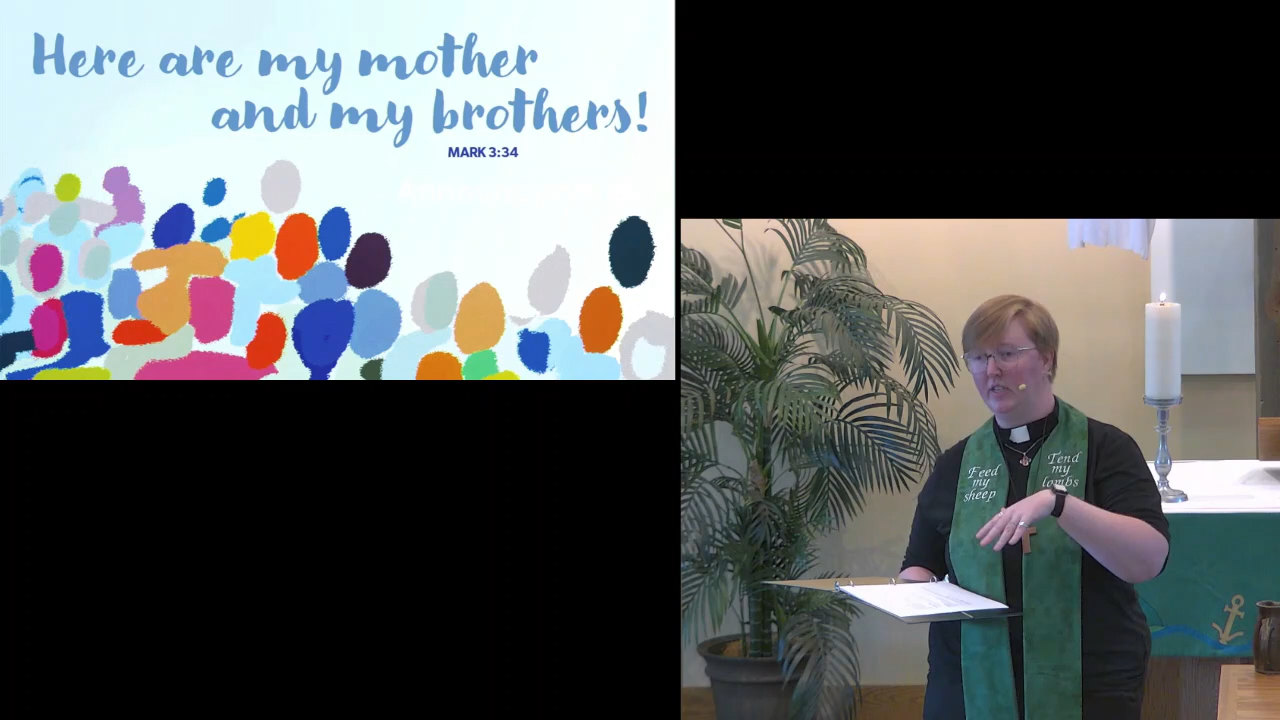 Here are my mother
and my brothers!
MARK 3:34
Feed
my
sheep
Tend
my
lambs